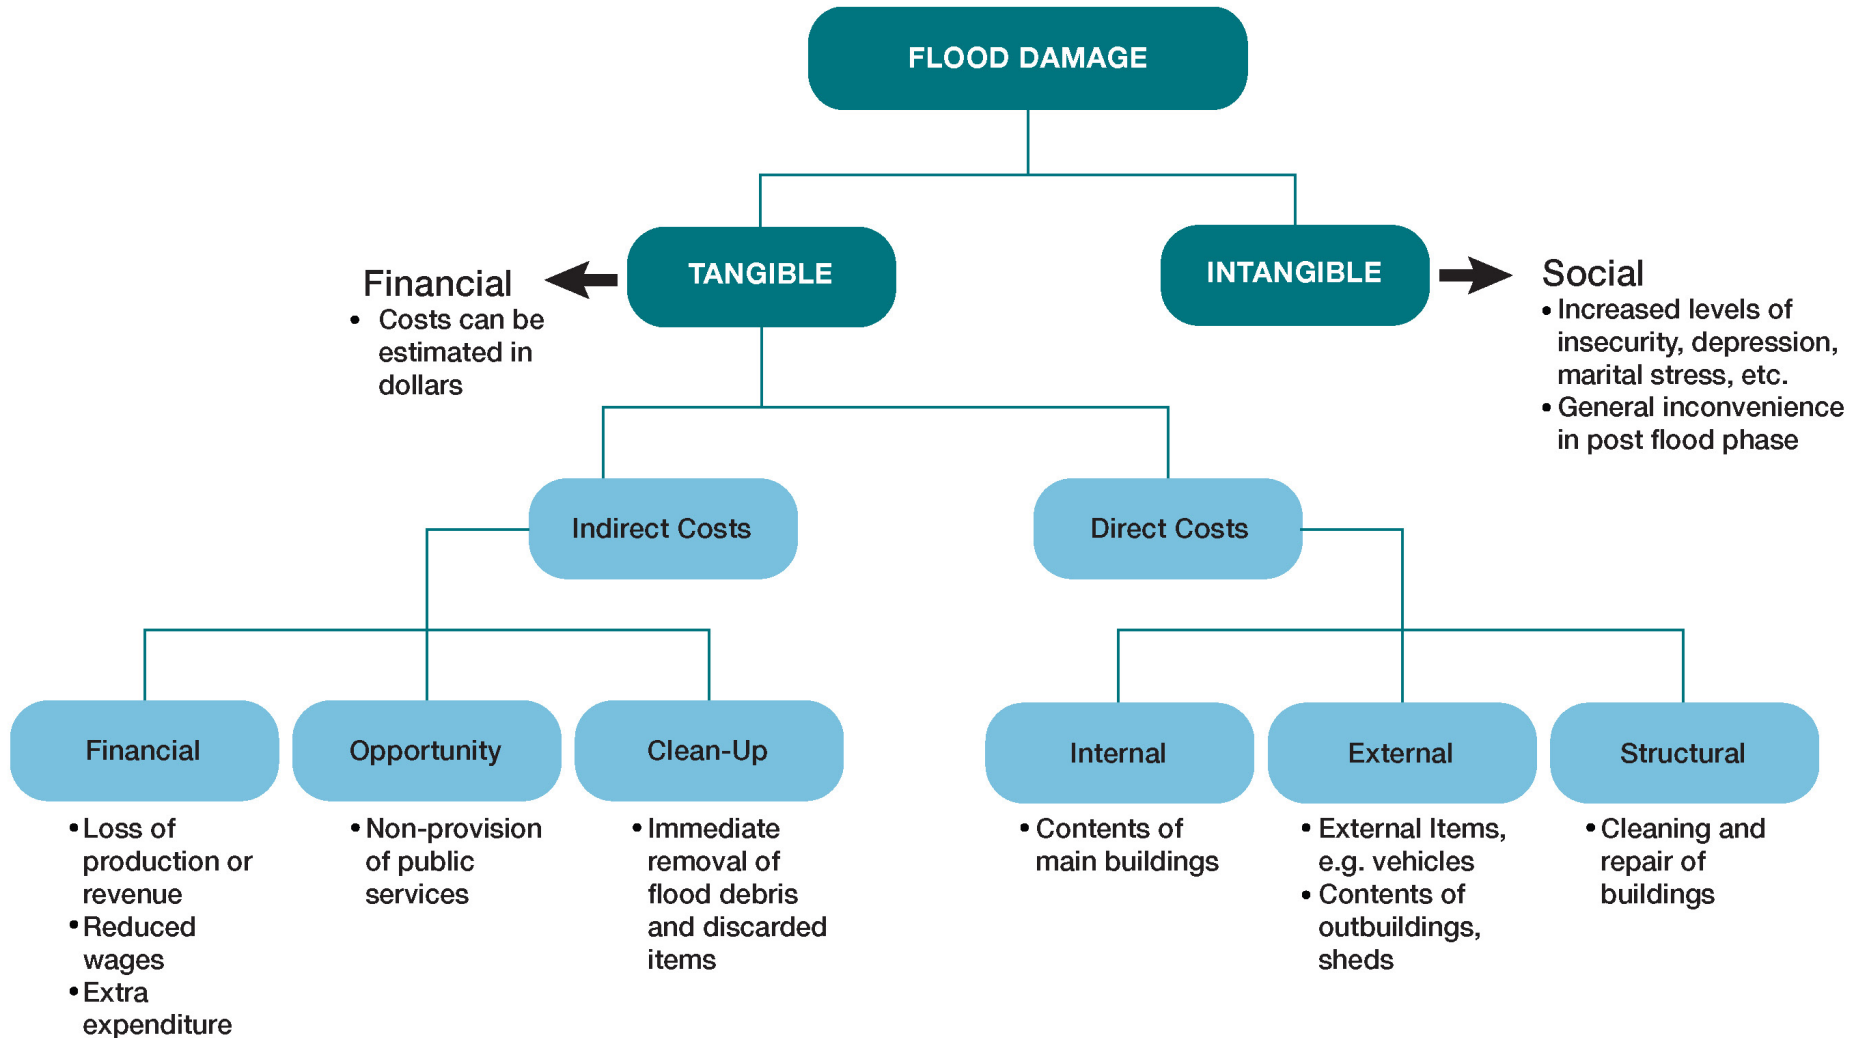 FLOOD DAMAGE
TANGIBLE
INTANGIBLE
Financial
• Costs can be
estimated in
dollars
Social
• Increased levels of
insecurity, depression,
marital stress, etc.
• General inconvenience
in post flood phase
Indirect Costs
Direct Costs
Financial
• Loss of
production or
revenue
• Reduced
wages
• Extra
expenditure
Opportunity
• Non-provision
of public
services
Clean-Up
• Immediate
removal of
flood debris
and discarded
items
Internal
• Contents of
main buildings
External
• External Items,
e.g. vehicles
• Contents of
outbuildings,
sheds
Structural
• Cleaning and
repair of
buildings